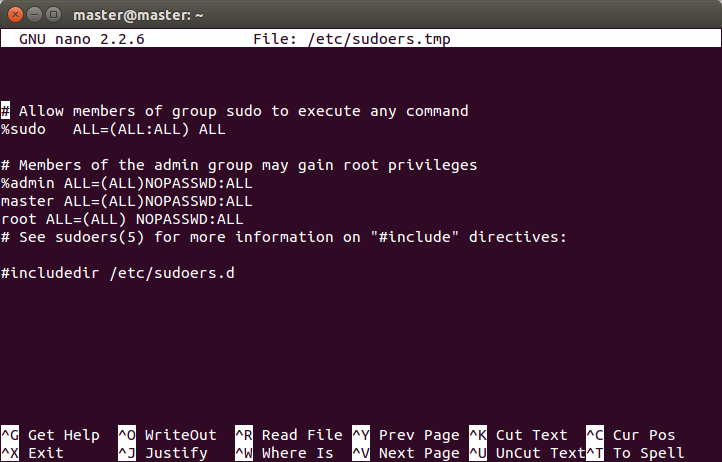 master@master: ~
GNU nano 2.2.6 File: /etc/sudoers.tmp
# Allow members of group sudo to execute any command
%sudo ALL=(ALL:ALL) ALL
# Members of the admin group may gain root privileges
%admin ALL=(ALL)NOPASSWD:ALL
master ALL=(ALL)NOPASSWD:ALL
root ALL=(ALL) NOPASSWD:ALL
# See sudoers(5) for more information on "#include" directives:
#includedir /etc/sudoers.d
^G Get Help ^O WriteOut ^R Read File ^Y Prev Page ^K Cut Text ^C Cur Pos
^X Exit ^J Justify ^W Where Is ^V Next Page ^U UnCut Text ^T To Spell